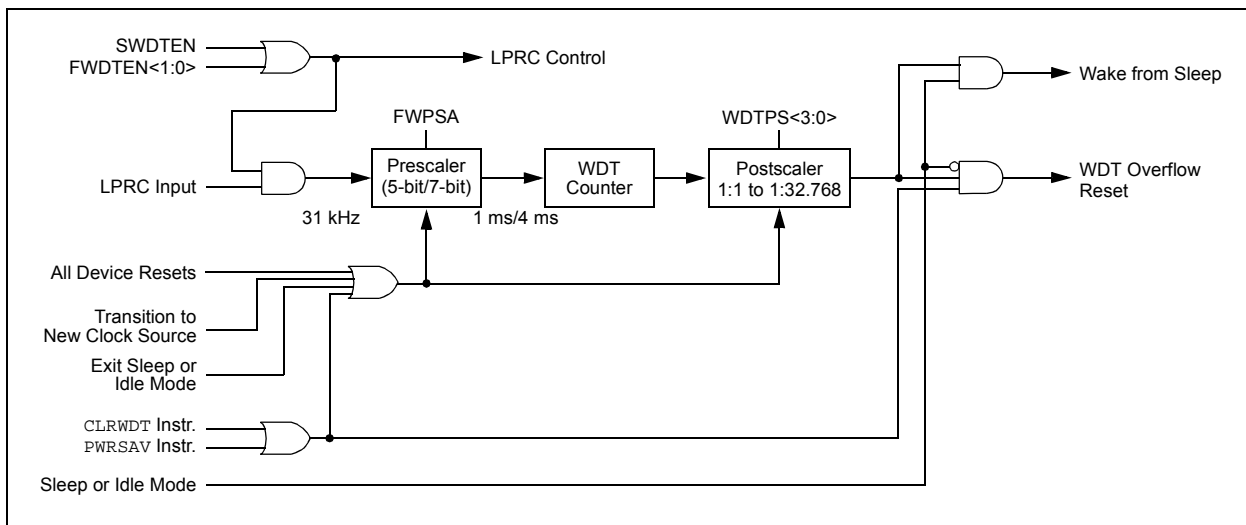 SWDTEN
FWDTEN<1:0>
LPRC Control
Wake from Sleep
FWPSA
WDTPS<3:0>
LPRC Input
Prescaler
(5-bit/7-bit)
WDT
Counter
Postscaler
1:1 to 1:32.768
WDT Overflow
Reset
31 kHz
1 ms/4 ms
All Device Resets
Transition to
New Clock Source
Exit Sleep or
Idle Mode
CLRWDT Instr.
PWRSAV Instr.
Sleep or Idle Mode